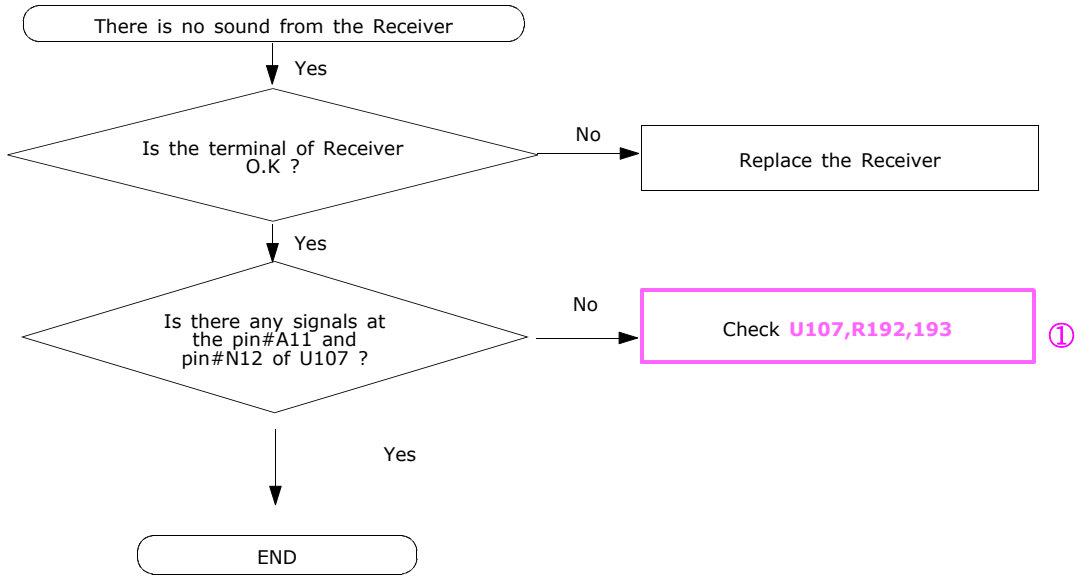 There is no sound from the Receiver
Yes
Is the terminal of Receiver
O.K ?
No
Replace the Receiver
Yes
Is there any signals at
the pin#A11 and
pin#N12 of U107 ?
No
Check U107,R192,193
①
Yes
END